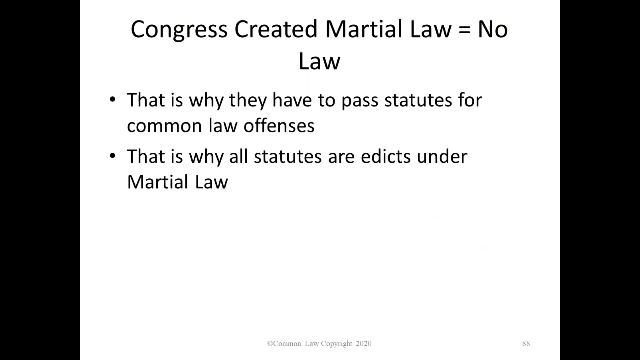 Congress Created Martial Law = No
Law
• That is why they have to pass statutes for
common law offenses
• That is why all statutes are edicts under
Martial Law
©Common Law Copyright 2020
88